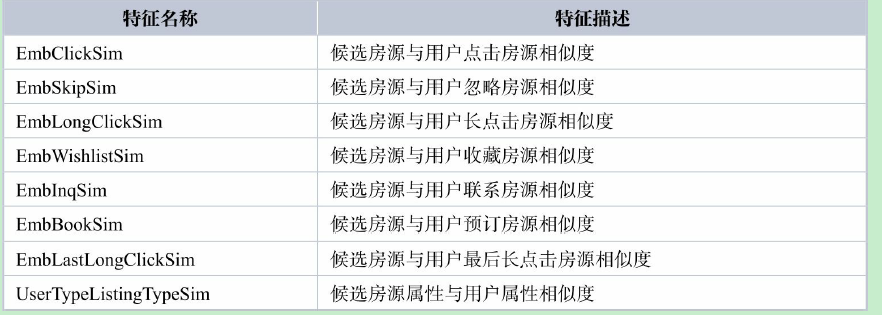 特征名称 特征描述
EmbClickSim 候选房源与用户点击房源相似度
EmbSkipSim 候选房源与用户忽略房源相似度
EmbLongClickSim 候选房源与用户长点击房源相似度
EmbWishlistSim 候选房源与用户收藏房源相似度
EmbInqSim 候选房源与用户联系房源相似度
EmbBookSim 候选房源与用户预订房源相似度
EmbLastLongClickSim 候选房源与用户最后长点击房源相似度
UserTypeListingTypeSim 候选房源属性与用户属性相似度